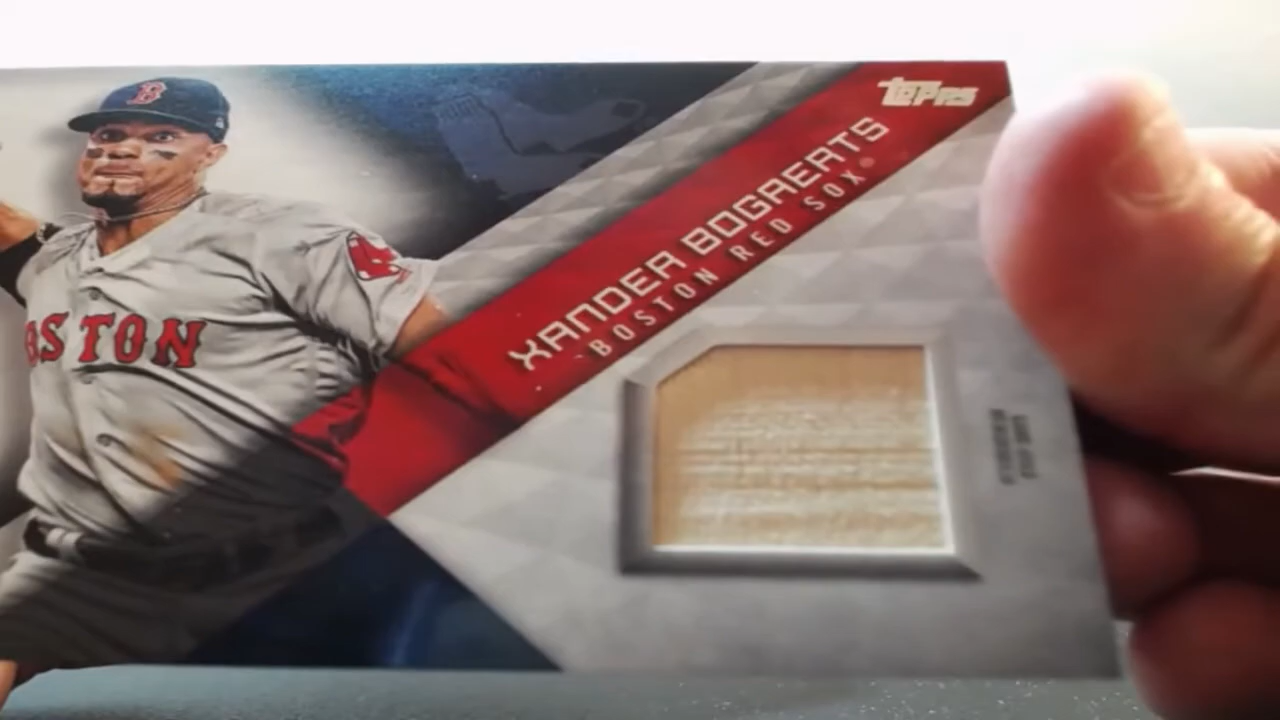 B
BOSTON
TOPPS
XANDER BOGAERTS
BOSTON RED SOX